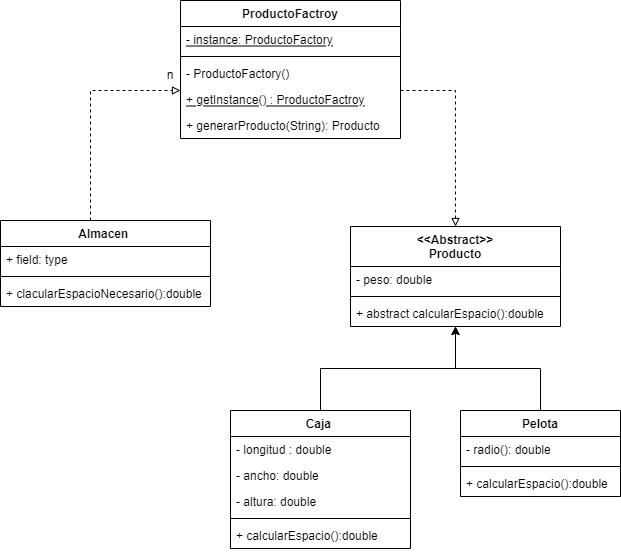 ProductoFactroy
- instance: ProductoFactory
- ProductoFactory()
+ getInstance() : ProductoFactroy
+ generarProducto(String): Producto
n
Almacen
+ field: type
+ clacularEspacioNecesario():double
<<Abstract>>
Producto
- peso: double
+ abstract calcularEspacio():double
Caja
- longitud : double
- ancho: double
- altura: double
+ calcularEspacio():double
Pelota
- radio(): double
+ calcularEspacio():double